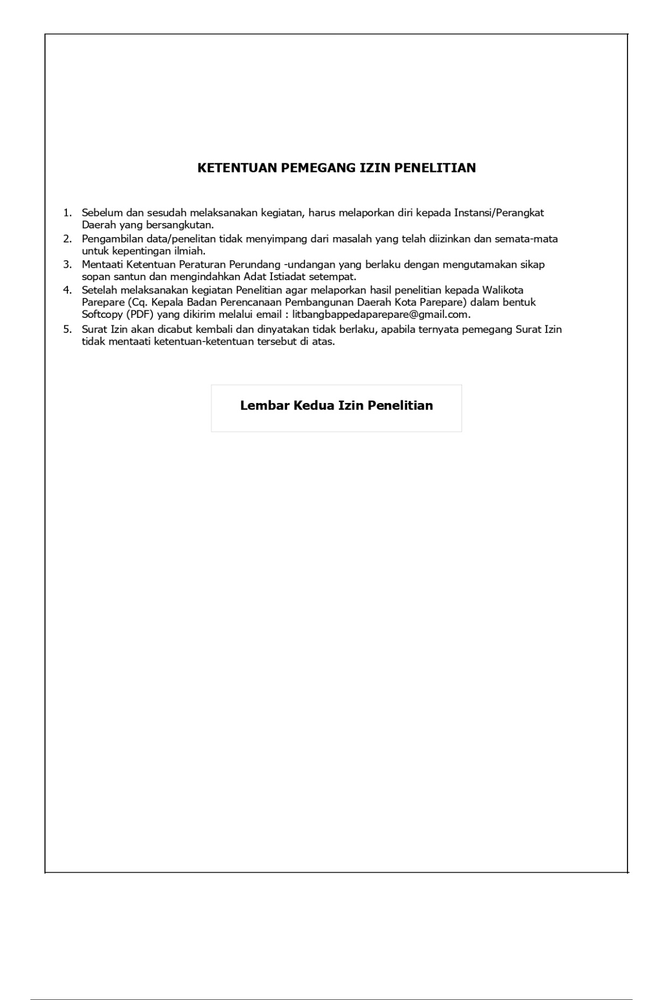 KETENTUAN PEMEGANG IZIN PENELITIAN
1. Sebelum dan sesudah melaksanakan kegiatan, harus melaporkan diri kepada Instansi/Perangkat
Daerah yang bersangkutan.
2. Pengambilan data/penelitan tidak menyimpang dari masalah yang telah diizinkan dan semata-mata
untuk kepentingan ilmiah.
3. Mentaati Ketentuan Peraturan Perundang -undangan yang berlaku dengan mengutamakan sikap
sopan santun dan mengindahkan Adat Istiadat setempat.
4. Setelah melaksanakan kegiatan Penelitian agar melaporkan hasil penelitian kepada Walikota
Parepare (Cq. Kepala Badan Perencanaan Pembangunan Daerah Kota Parepare) dalam bentuk
Softcopy (PDF) yang dikirim melalui email : litbangbappedaparepare@gmail.com.
5. Surat Izin akan dicabut kembali dan dinyatakan tidak berlaku, apabila ternyata pemegang Surat Izin
tidak mentaati ketentuan-ketentuan tersebut di atas.
Lembar Kedua Izin Penelitian